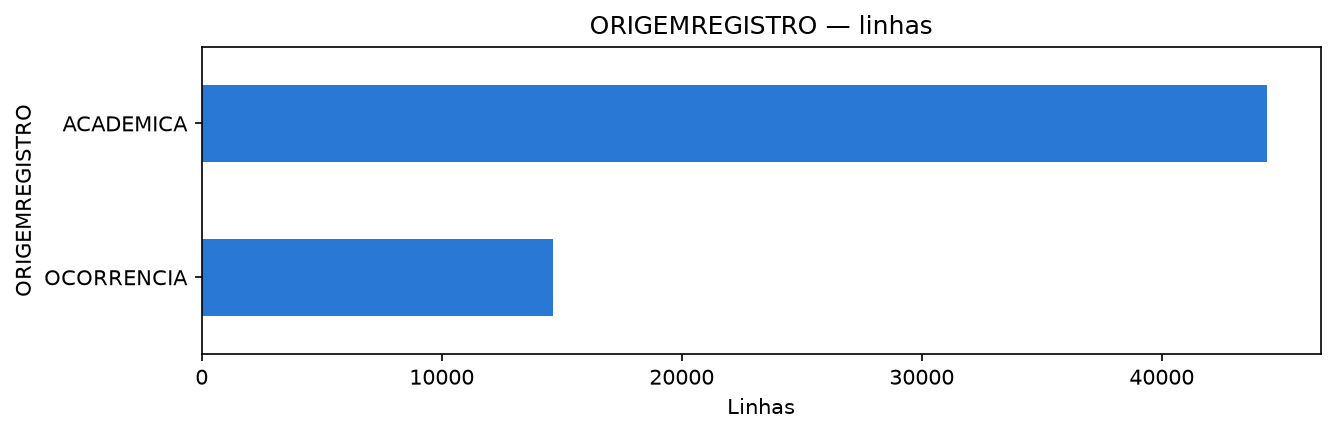 ORIGEMREGISTRO — linhas
ORIGEMREGISTRO
ACADEMICA
OCORRENCIA
0 10000 20000 30000 40000
Linhas